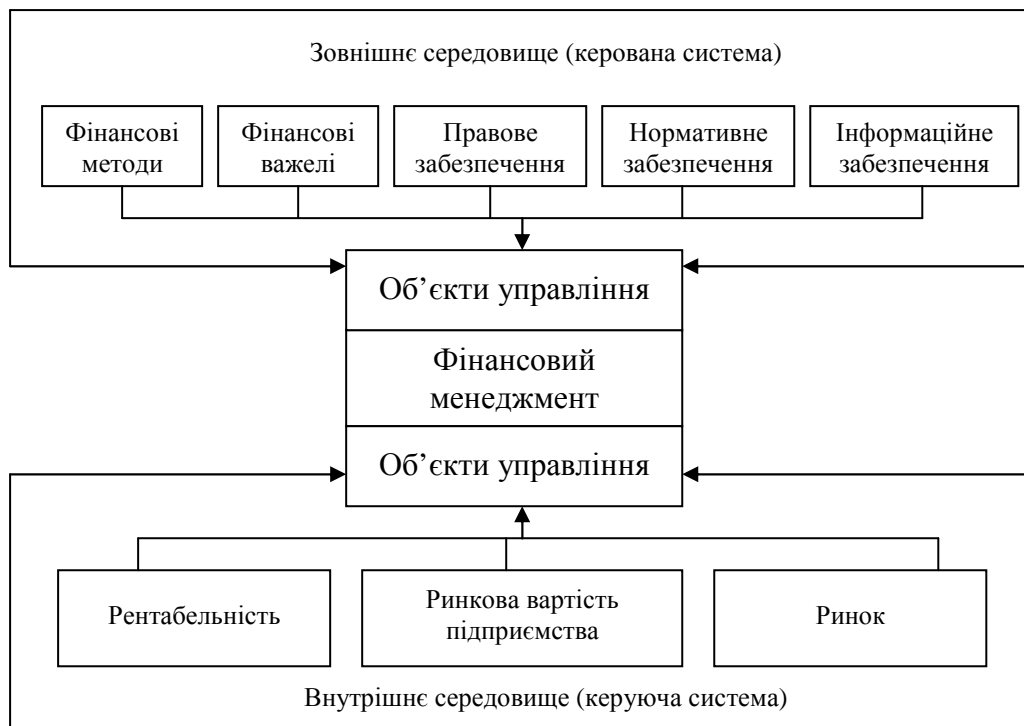 Зовнішнє середовище (керована система)
Фінансові
методи
Фінансові
важелі
Правове
забезпечення
Нормативне
забезпечення
Інформаційне
забезпечення
Об’єкти управління
Фінансовий
менеджмент
Об’єкти управління
Рентабельність
Ринкова вартість
підприємства
Ринок
Внутрішнє середовище (керуюча система)